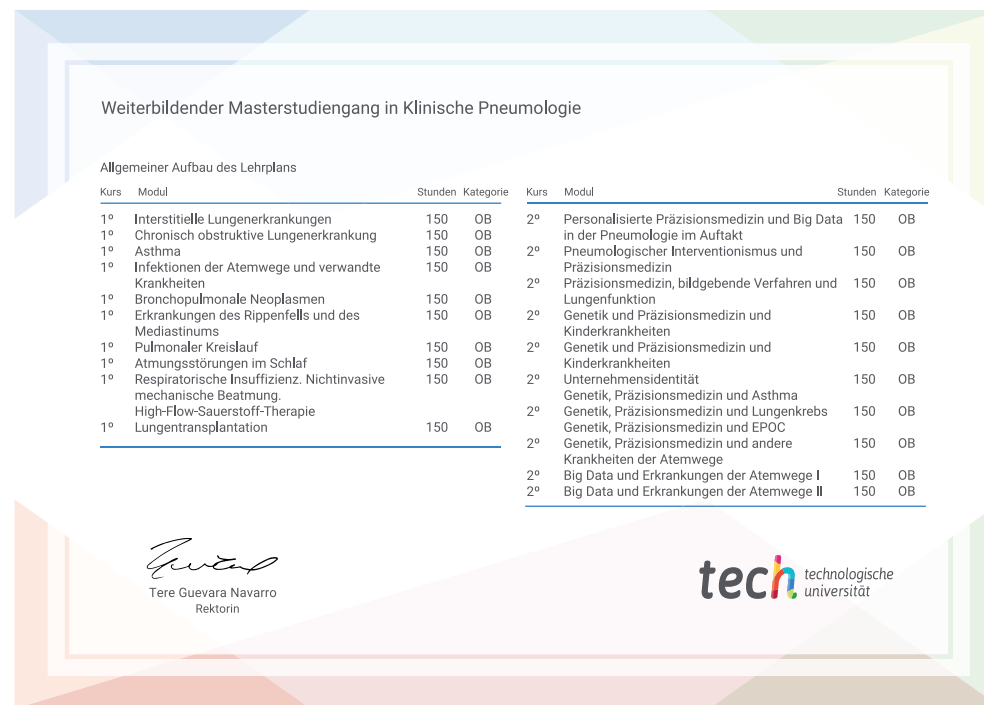 Weiterbildender Masterstudiengang in Klinische Pneumologie
Allgemeiner Aufbau des Lehrplans
Kurs Modul Stunden Kategorie
1º Interstitielle Lungenerkrankungen 150 OB
1º Chronisch obstruktive Lungenerkrankung 150 OB
1º Asthma 150 OB
1º Infektionen der Atemwege und verwandte 150 OB
Krankheiten
1º Bronchopulmonale Neoplasmen 150 OB
1º Erkrankungen des Rippenfells und des 150 OB
Mediastinums
1º Pulmonaler Kreislauf 150 OB
1º Atmungsstörungen im Schlaf 150 OB
1º Respiratorische Insuffizienz. Nichtinvasive 150 OB
mechanische Beatmung.
High-Flow-Sauerstoff-Therapie
1º Lungentransplantation 150 OB
Kurs Modul Stunden Kategorie
2º Personalisierte Präzisionsmedizin und Big Data 150 OB
in der Pneumologie im Auftakt
2º Pneumologischer Interventionismus und 150 OB
Präzisionsmedizin
2º Präzisionsmedizin, bildgebende Verfahren und 150 OB
Lungenfunktion
2º Genetik und Präzisionsmedizin und 150 OB
Kinderkrankheiten
2º Genetik und Präzisionsmedizin und 150 OB
Kinderkrankheiten
2º Unternehmensidentität 150 OB
Genetik, Präzisionsmedizin und Asthma
2º Genetik, Präzisionsmedizin und Lungenkrebs 150 OB
Genetik, Präzisionsmedizin und EPOC
2º Genetik, Präzisionsmedizin und andere 150 OB
Krankheiten der Atemwege
2º Big Data und Erkrankungen der Atemwege I 150 OB
2º Big Data und Erkrankungen der Atemwege II 150 OB
Tere Guevara Navarro
Rektorin
tech technologische
universität